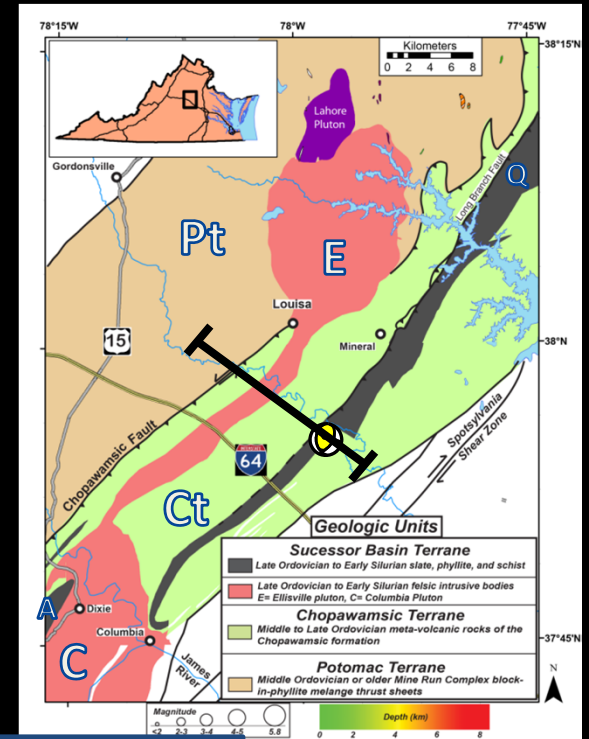 78°15'W
78°W
77°45'W
Kilometers
0 2 4 6 8
78°15'N
Lahore
Pluton
Gordonsville
Q
Long Branch Fault
Pt
E
Louisa
15
Mineral
38°N
Chopawamsic Fault
Spotsylvania
Shear Zone
INTERSTATE
64
Ct
Geologic Units
Sucessor Basin Terrane
Late Ordovician to Early Silurian slate, phyllite, and schist
Late Ordovician to Early Silurian felsic intrusive bodies
E= Ellisville pluton, C= Columbia Pluton
Chopawamsic Terrane
Middle to Late Ordovician meta-volcanic rocks of the
Chopawamsic formation
Potomac Terrane
Middle Ordovician or older Mine Run Complex block-
in-phyllite melange thrust sheets
A
Dixie
Columbia
37°45'N
C
James
River
N
Magnitude
<2 2-3 3-4 4-5 5.8
Depth (km)
0 2 4 6 8